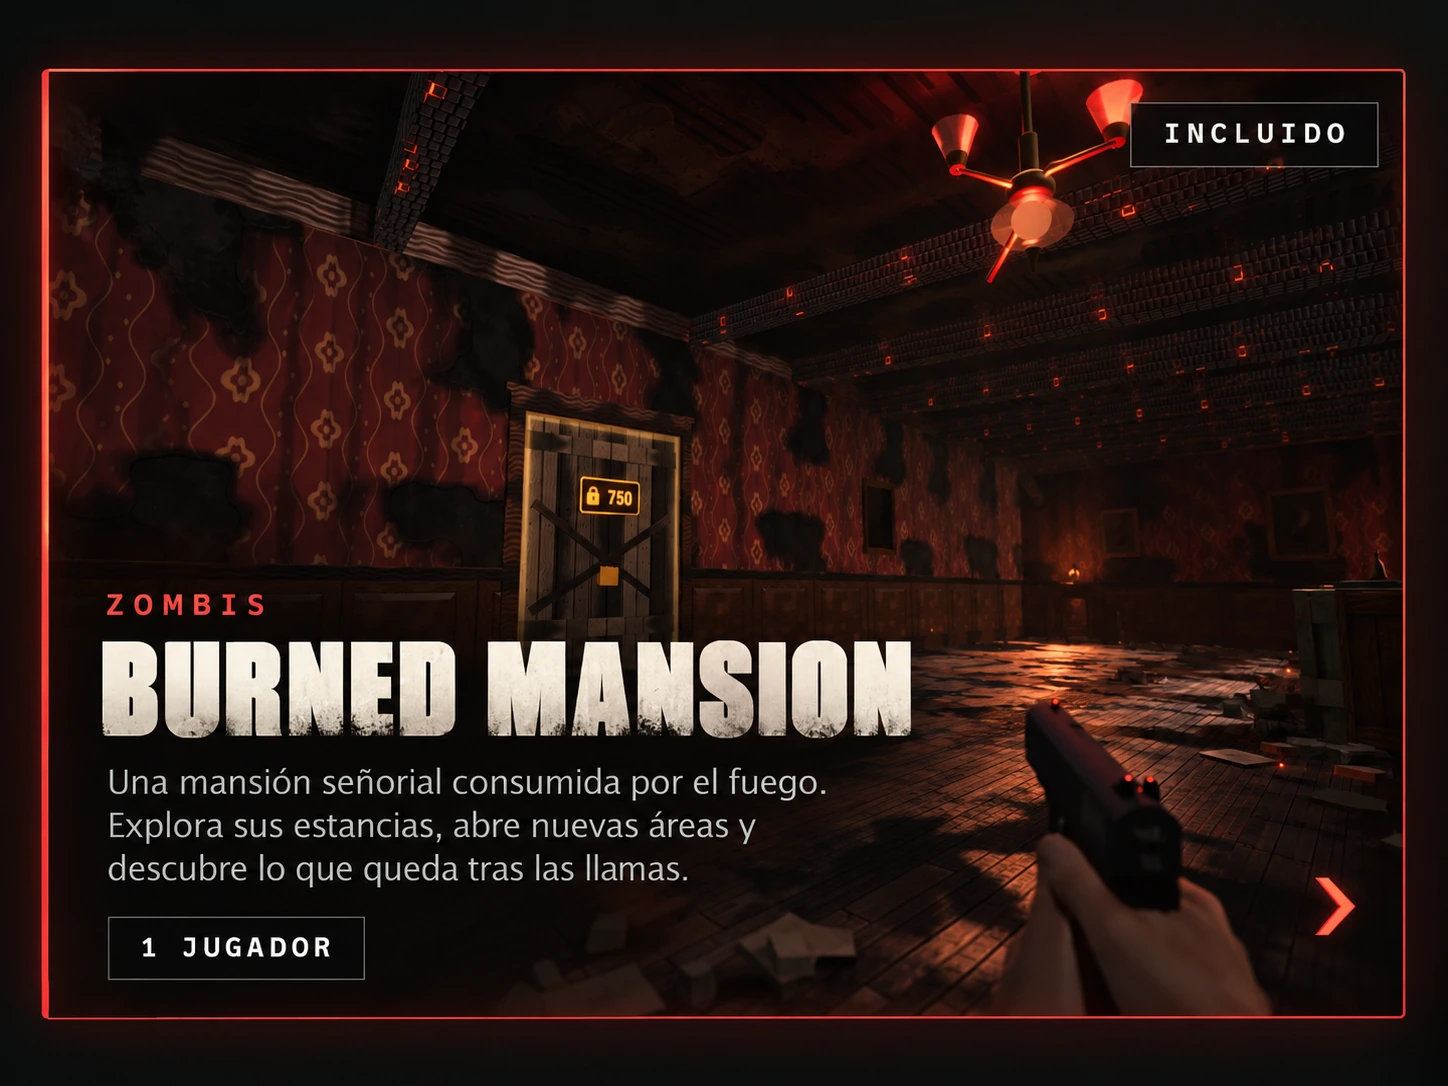 INCLUIDO
750
ZOMBIS
BURNED MANSION
Una mansión señorial consumida por el fuego.
Explora sus estancias, abre nuevas áreas y
descubre lo que queda tras las llamas.
1 JUGADOR